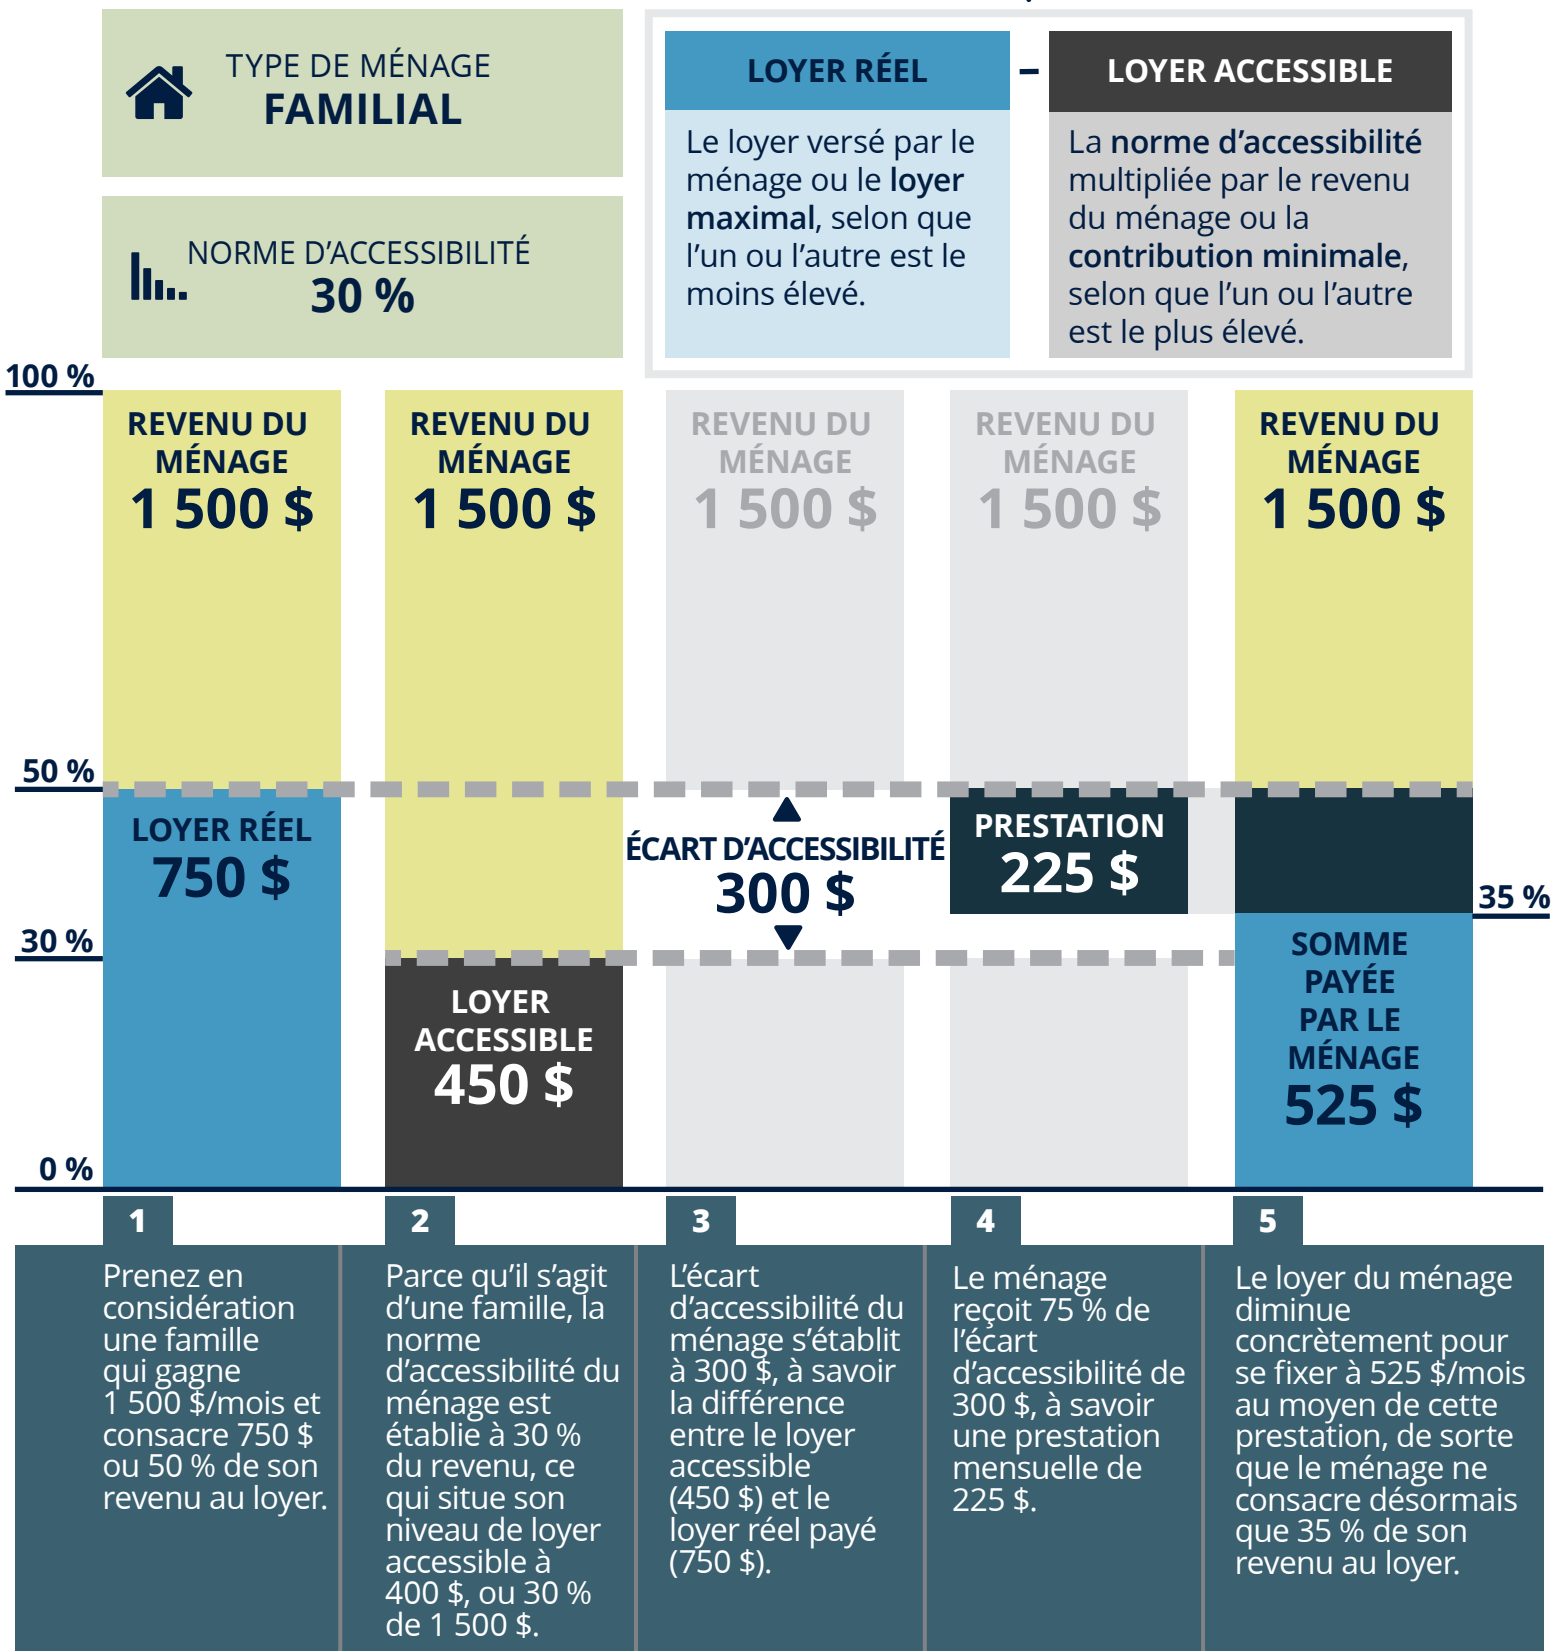 TYPE DE MÉNAGE
FAMILIAL
NORME D’ACCESSIBILITÉ
30 %
LOYER RÉEL
–
LOYER ACCESSIBLE
Le loyer versé par le
ménage ou le loyer
maximal, selon que
l’un ou l’autre est le
moins élevé.
La norme d’accessibilité
multipliée par le revenu
du ménage ou la
contribution minimale,
selon que l’un ou l’autre
est le plus élevé.
100 %
50 %
30 %
0 %
35 %
REVENU DU
MÉNAGE
1 500 $
REVENU DU
MÉNAGE
1 500 $
REVENU DU
MÉNAGE
1 500 $
REVENU DU
MÉNAGE
1 500 $
REVENU DU
MÉNAGE
1 500 $
LOYER RÉEL
750 $
LOYER
ACCESSIBLE
450 $
ÉCART D’ACCESSIBILITÉ
300 $
PRESTATION
225 $
SOMME
PAYÉE
PAR LE
MÉNAGE
525 $
1
Prenez en
considération
une famille
qui gagne
1 500 $/mois et
consacre 750 $
ou 50 % de son
revenu au loyer.
2
Parce qu’il s’agit
d’une famille, la
norme
d’accessibilité du
ménage est
établie à 30 %
du revenu, ce
qui situe son
niveau de loyer
accessible à
400 $, ou 30 %
de 1 500 $.
3
L’écart
d’accessibilité du
ménage s’établit
à 300 $, à savoir
la différence
entre le loyer
accessible
(450 $) et le
loyer réel payé
(750 $).
4
Le ménage
reçoit 75 % de
l’écart
d’accessibilité de
300 $, à savoir
une prestation
mensuelle de
225 $.
5
Le loyer du ménage
diminue
concrètement pour
se fixer à 525 $/mois
au moyen de cette
prestation, de sorte
que le ménage ne
consacre désormais
que 35 % de son
revenu au loyer.